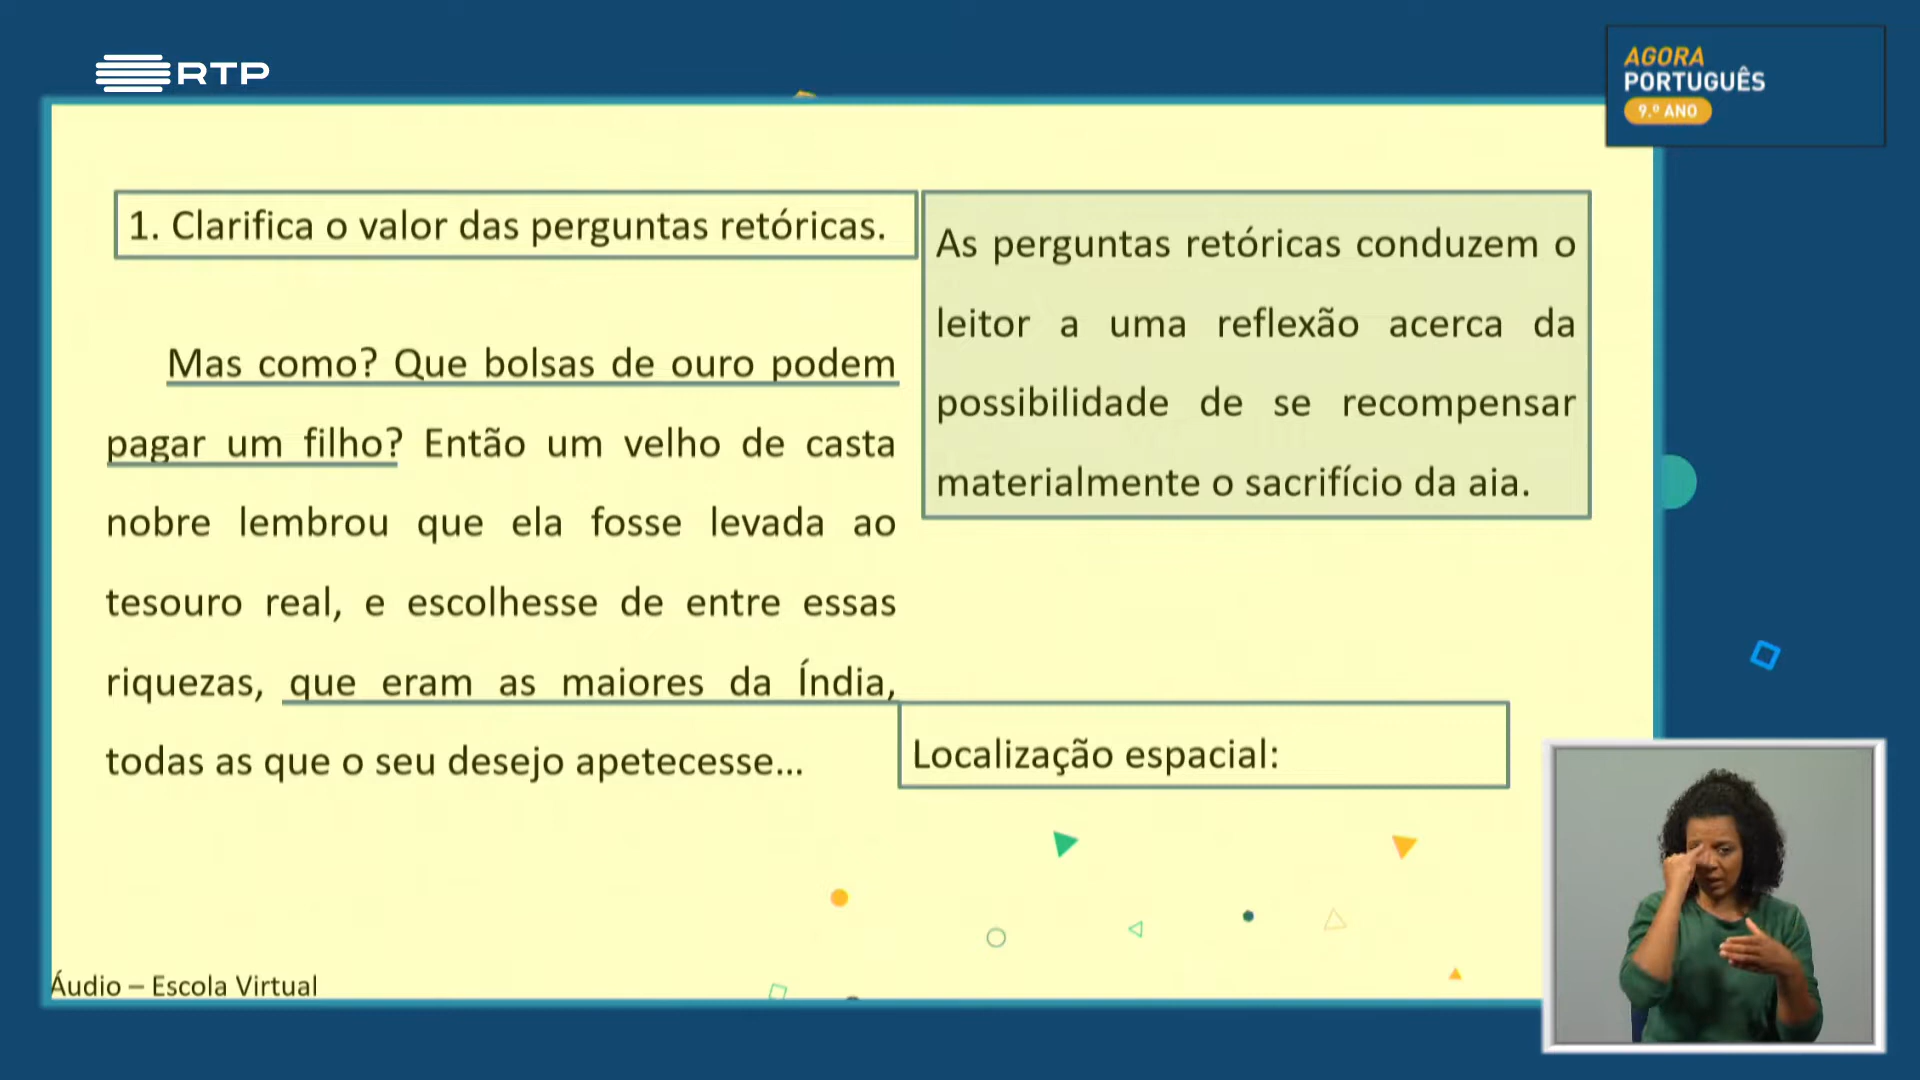 RTP
AGORA
PORTUGUÊS
9.º ANO
1. Clarifica o valor das perguntas retóricas.
Mas como? Que bolsas de ouro podem
pagar um filho? Então um velho de casta
nobre lembrou que ela fosse levada ao
tesouro real, e escolhesse de entre essas
riquezas, que eram as maiores da Índia,
todas as que o seu desejo apetecesse...
As perguntas retóricas conduzem o
leitor a uma reflexão acerca da
possibilidade de se recompensar
materialmente o sacrifício da aia.
Localização espacial:
Áudio – Escola Virtual